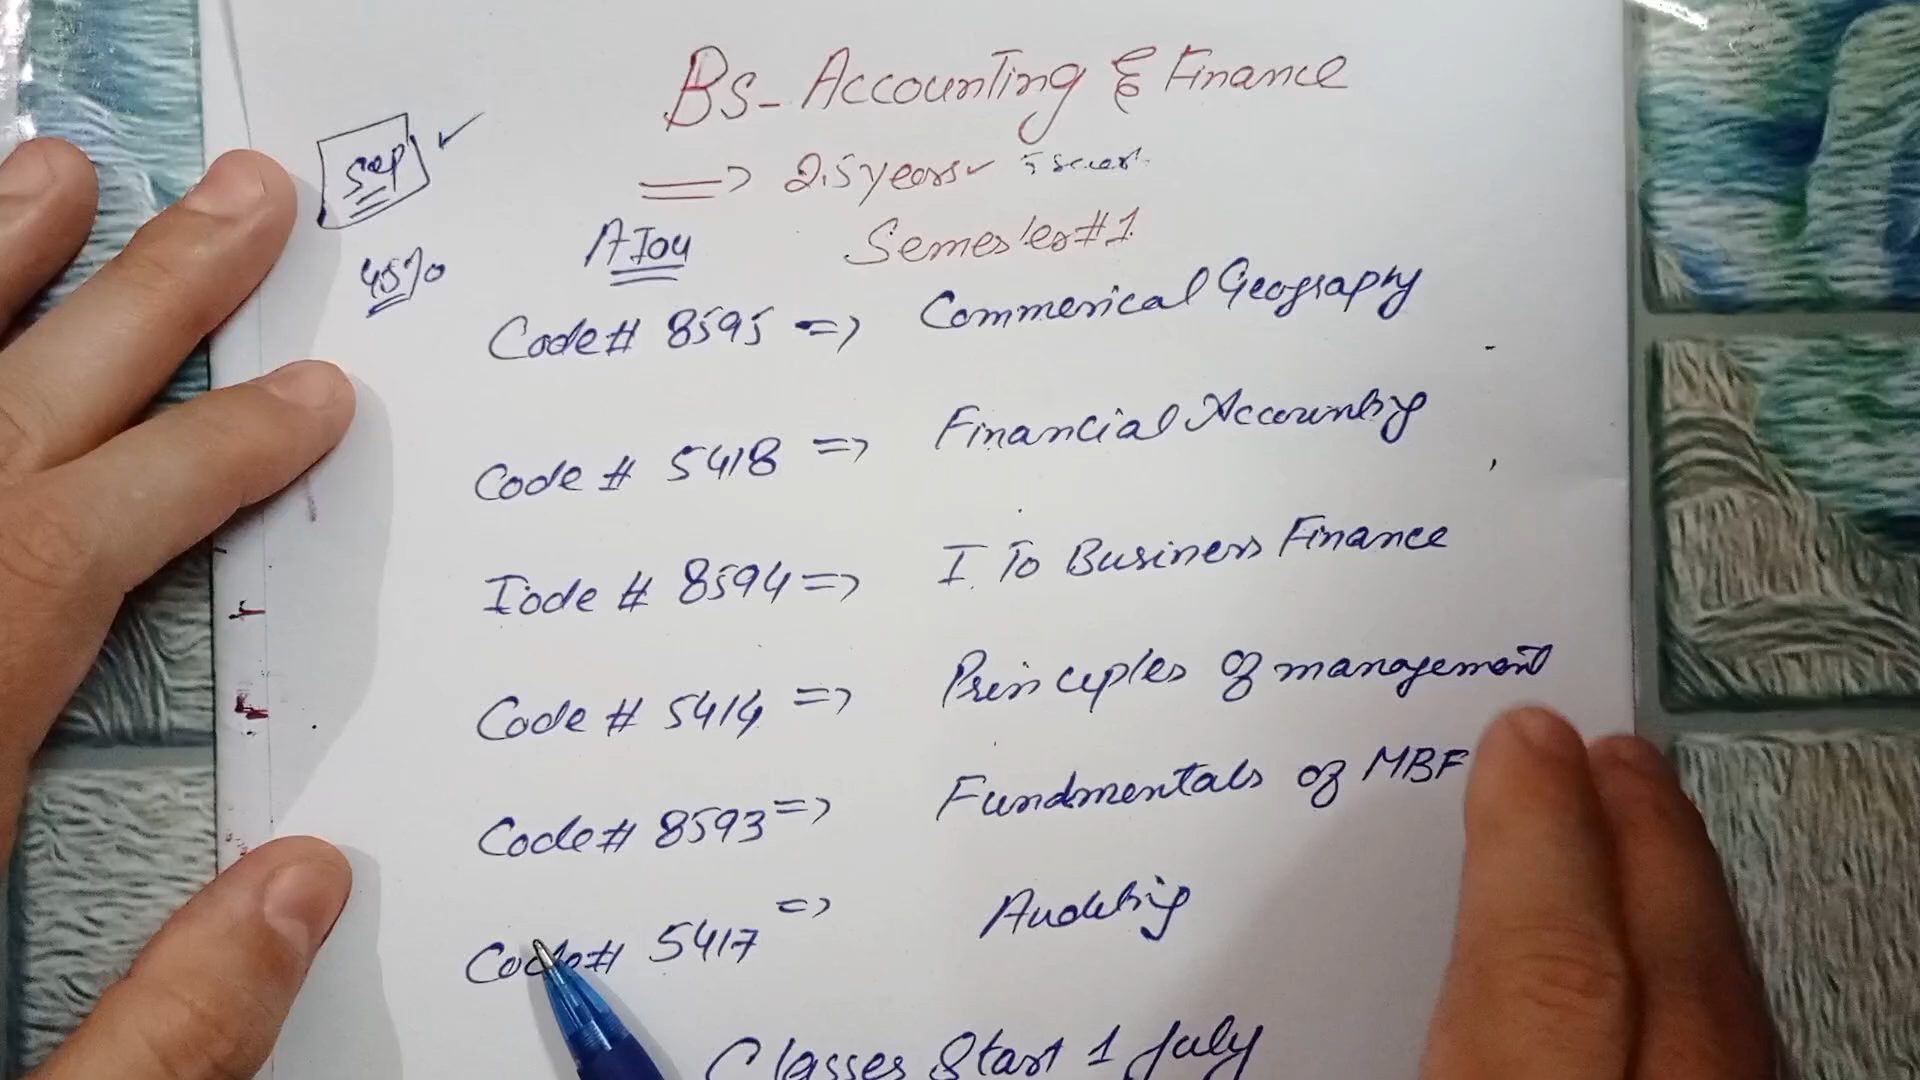 BS-Accounting & Finance
Sep
=> 2.5 years
45%
AIOU
Semester#1
Code# 8595 => Commerical Geography
Code # 5418 => Financial Accounting
Code # 8594 => I. To Business Finance
Code # 5414 => Principles of management
Code# 8593 => Fundmentals of MBF
Code# 5417 => Auditing
Classes Start 1 July